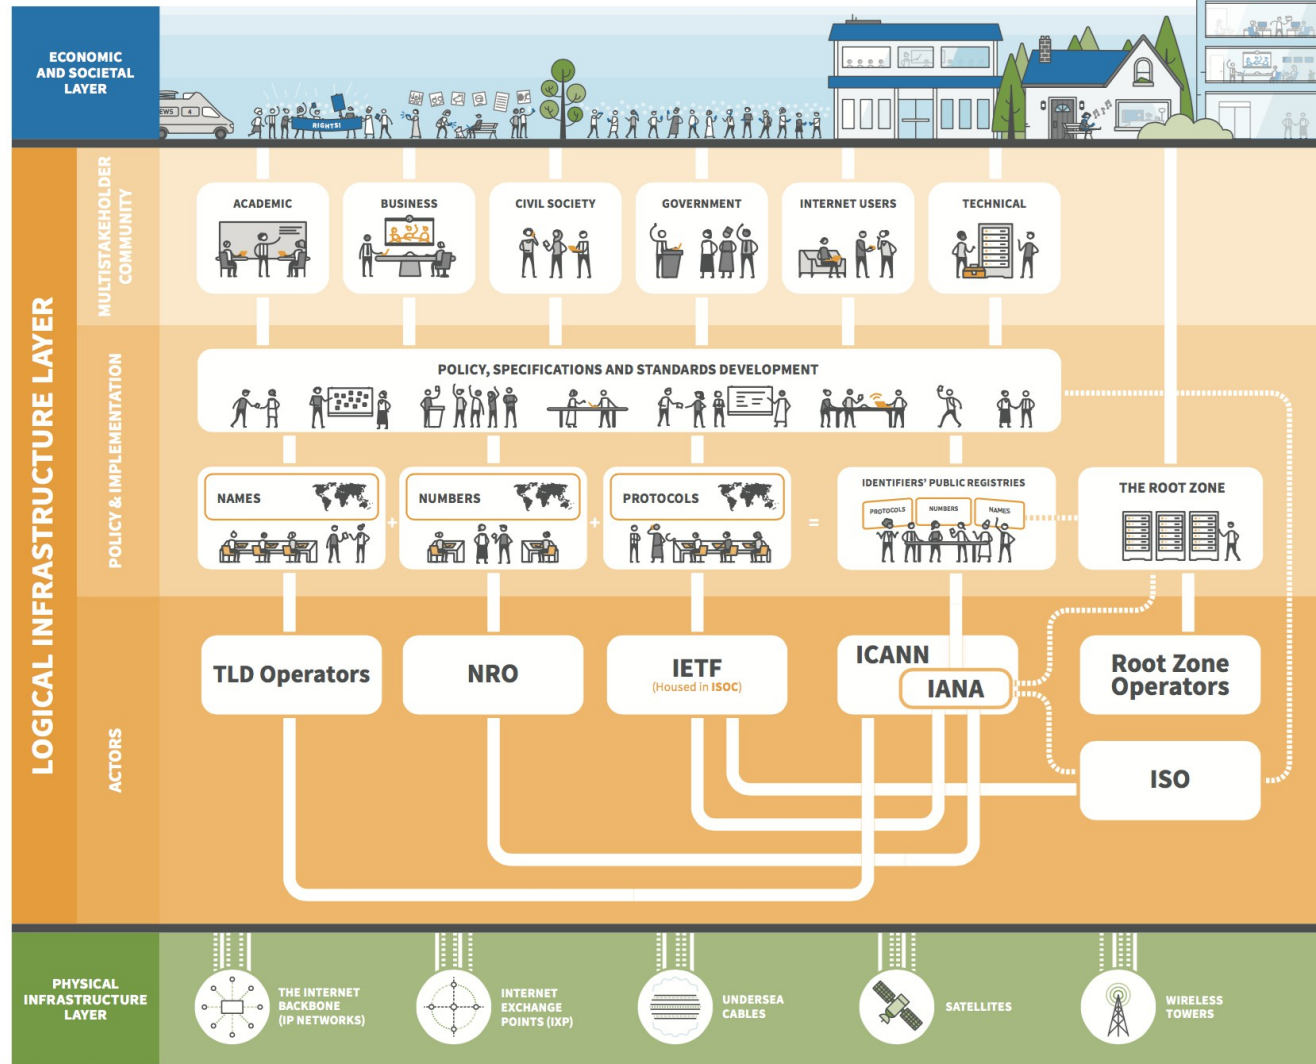 ECONOMIC
AND SOCIETAL
LAYER
EWS 4
RIGHTS!
LOGICAL INFRASTRUCTURE LAYER
MULTISTAKEHOLDER
COMMUNITY
ACADEMIC
BUSINESS
CIVIL SOCIETY
GOVERNMENT
INTERNET USERS
TECHNICAL
POLICY & IMPLEMENTATION
POLICY, SPECIFICATIONS AND STANDARDS DEVELOPMENT
NAMES
+
NUMBERS
+
PROTOCOLS
=
IDENTIFIERS' PUBLIC REGISTRIES
PROTOCOLS
NUMBERS
NAMES
THE ROOT ZONE
ACTORS
TLD Operators
NRO
IETF
(Housed in ISOC)
ICANN
IANA
Root Zone
Operators
ISO
PHYSICAL
INFRASTRUCTURE
LAYER
THE INTERNET
BACKBONE
(IP NETWORKS)
INTERNET
EXCHANGE
POINTS (IXP)
UNDERSEA
CABLES
SATELLITES
WIRELESS
TOWERS